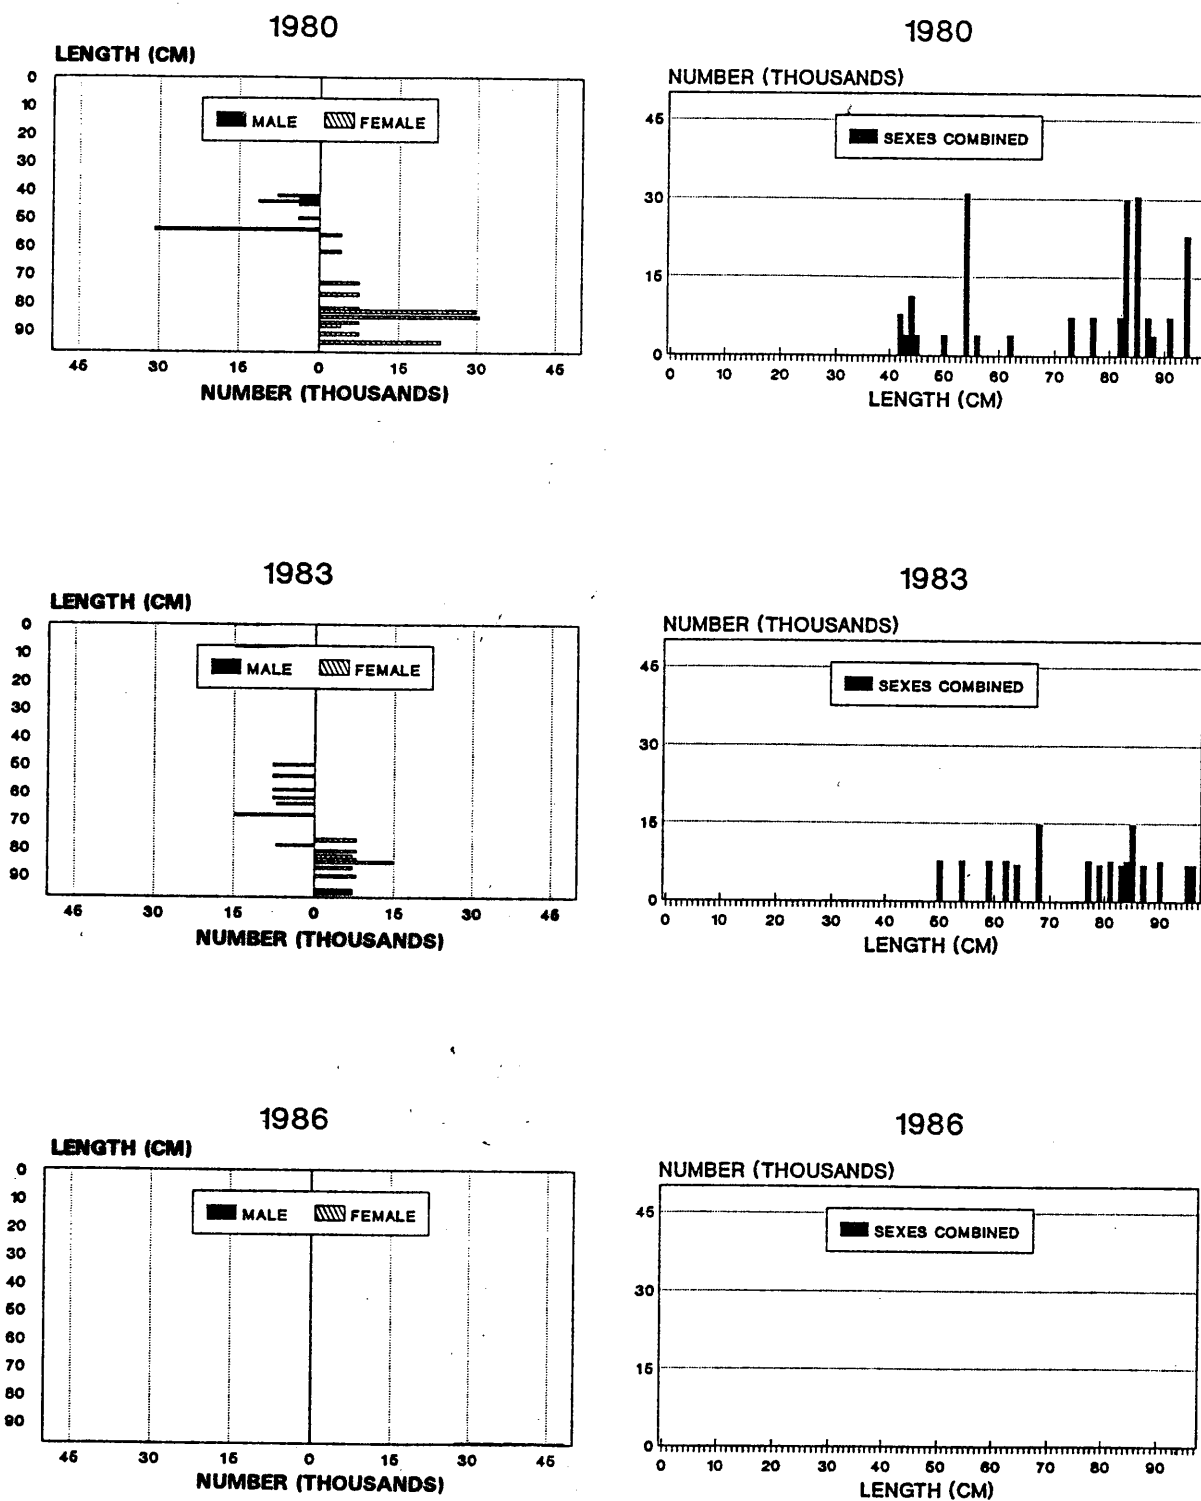 1980
LENGTH (CM)
0
10
20
30
40
50
60
70
80
90
MALE FEMALE
45 30 15 0 15 30 45
NUMBER (THOUSANDS)
1980
NUMBER (THOUSANDS)
45
30
15
0
SEXES COMBINED
0 10 20 30 40 50 60 70 80 90
LENGTH (CM)
1983
LENGTH (CM)
0
10
20
30
40
50
60
70
80
90
MALE FEMALE
45 30 15 0 15 30 45
NUMBER (THOUSANDS)
1983
NUMBER (THOUSANDS)
45
30
15
0
SEXES COMBINED
0 10 20 30 40 50 60 70 80 90
LENGTH (CM)
1986
LENGTH (CM)
0
10
20
30
40
50
60
70
80
90
MALE FEMALE
45 30 15 0 15 30 45
NUMBER (THOUSANDS)
1986
NUMBER (THOUSANDS)
45
30
15
0
SEXES COMBINED
0 10 20 30 40 50 60 70 80 90
LENGTH (CM)